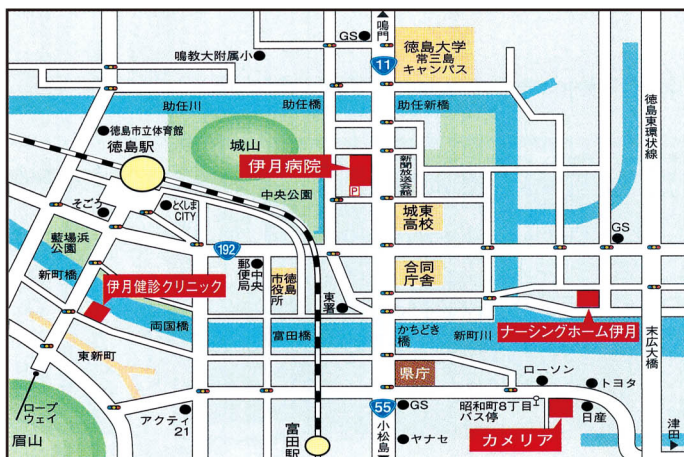 鳴門
GS
徳島大学
常三島
キャンパス
鳴教大附属小
11
助任川
助任橋
助任新橋
徳島東環状線
徳島市立体育館
徳島駅
城山
伊月病院
P
新聞放送会館
中央公園
そごう
とくしま
CITY
城東
高校
GS
藍場浜
公園
192
中央
郵便局
徳島
市役所
合同
庁舎
新町橋
伊月健診クリニック
東署
ナーシングホーム伊月
両国橋
富田橋
かちどき
橋
新町川
末広大橋
東新町
県庁
ローソン
トヨタ
ロープ
ウェイ
アクティ
21
55
GS
昭和町8丁目
バス停
日産
眉山
富田駅
小松島
ヤナセ
カメリア
津田